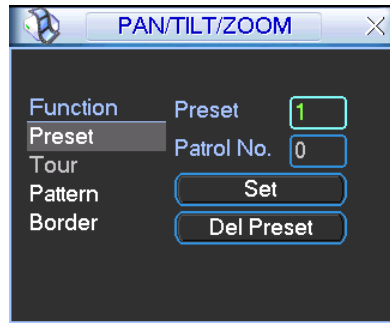 PAN/TILT/ZOOM
Function
Preset
Tour
Pattern
Border
Preset 1
Patrol No. 0
Set
Del Preset